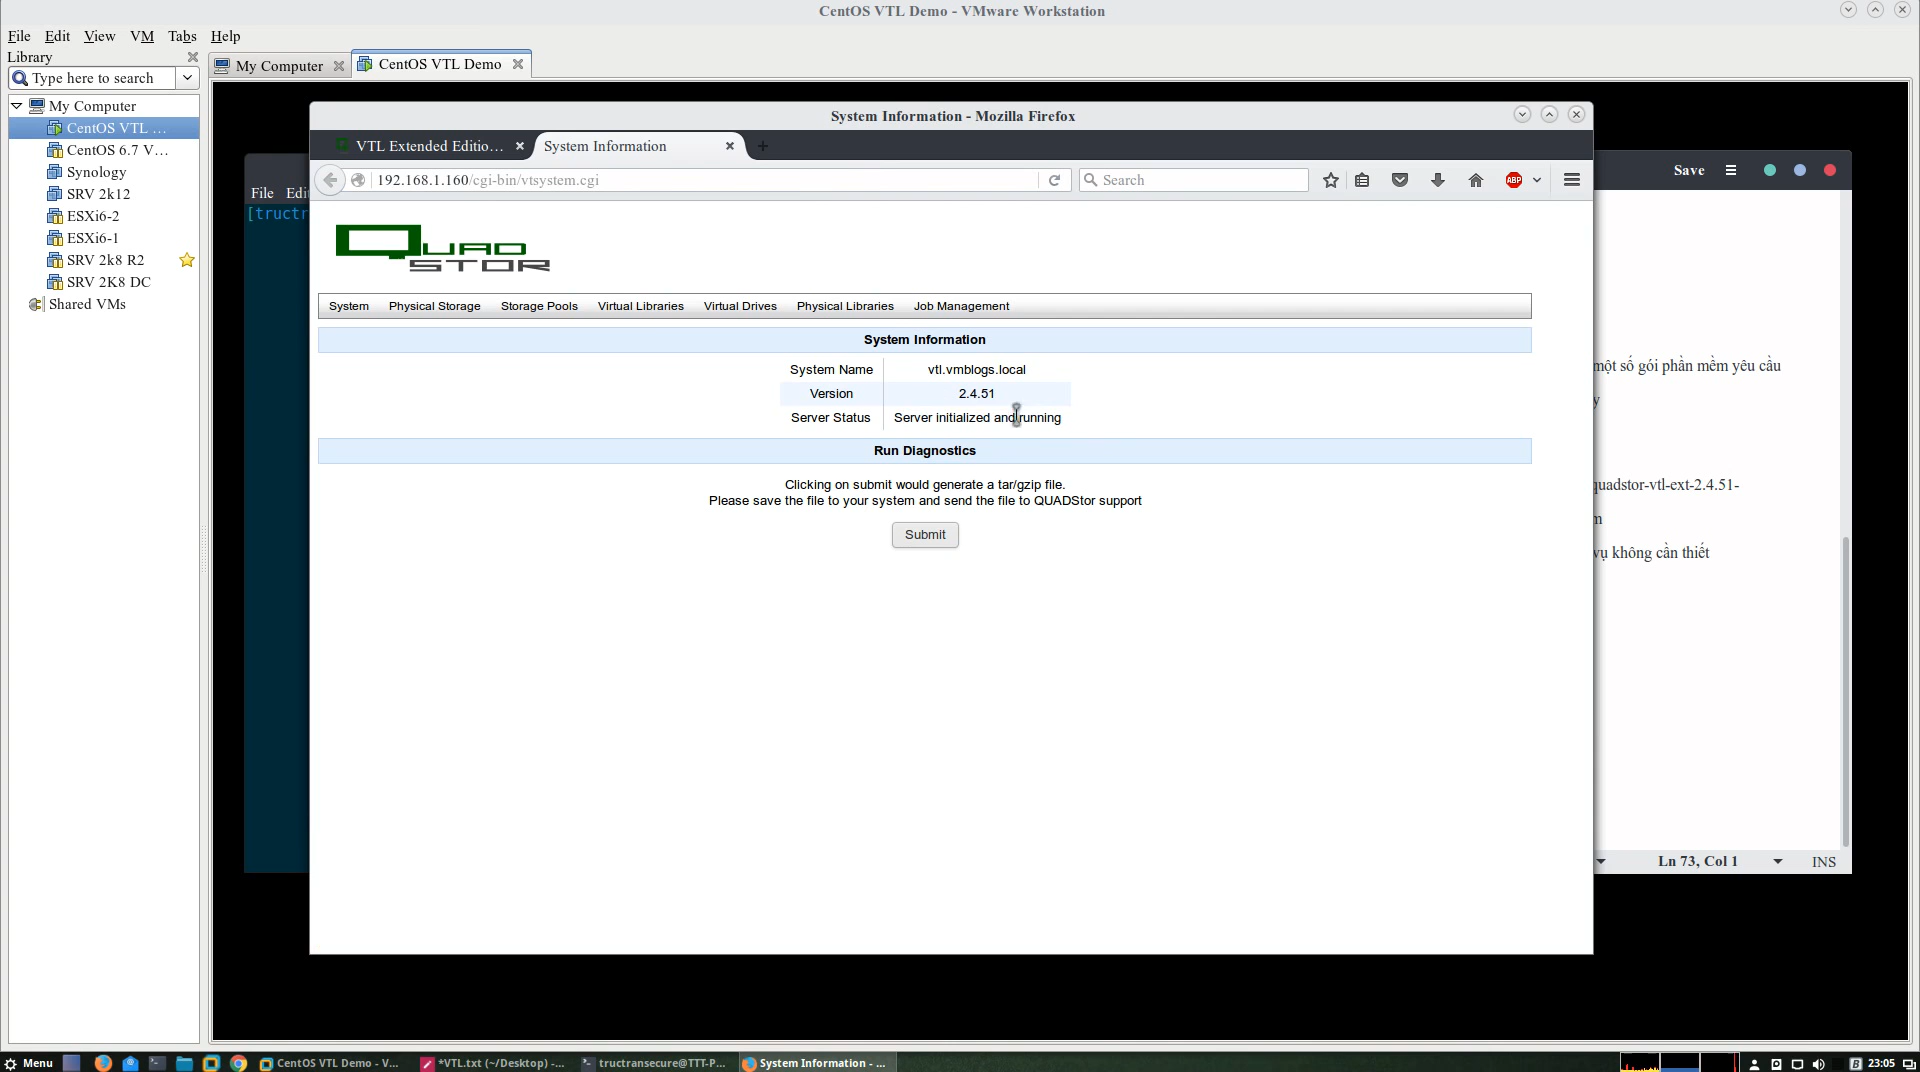 CentOS VTL Demo - VMware Workstation
File Edit View VM Tabs Help
Library
Type here to search
My Computer
CentOS VTL Demo
My Computer
CentOS VTL ...
CentOS 6.7 V...
Synology
SRV 2k12
ESXi6-2
ESXi6-1
SRV 2k8 R2
SRV 2K8 DC
Shared VMs
System Information - Mozilla Firefox
VTL Extended Editio...
System Information
192.168.1.160/cgi-bin/vtsystem.cgi
Search
ABP
QUAD
STOR
System Physical Storage Storage Pools Virtual Libraries Virtual Drives Physical Libraries Job Management
System Information
System Name vtl.vmblogs.local
Version 2.4.51
Server Status Server initialized and running
Run Diagnostics
Clicking on submit would generate a tar/gzip file.
Please save the file to your system and send the file to QUADStor support
Submit
File Edi
[tructr
Save
một số gói phần mềm yêu cầu
y
quadstor-vtl-ext-2.4.51-
vụ không cần thiết
Ln 73, Col 1 INS
Menu
CentOS VTL Demo - V...
*VTL.txt (~/Desktop) -...
tructransecure@TTT-P...
System Information - ...
23:05